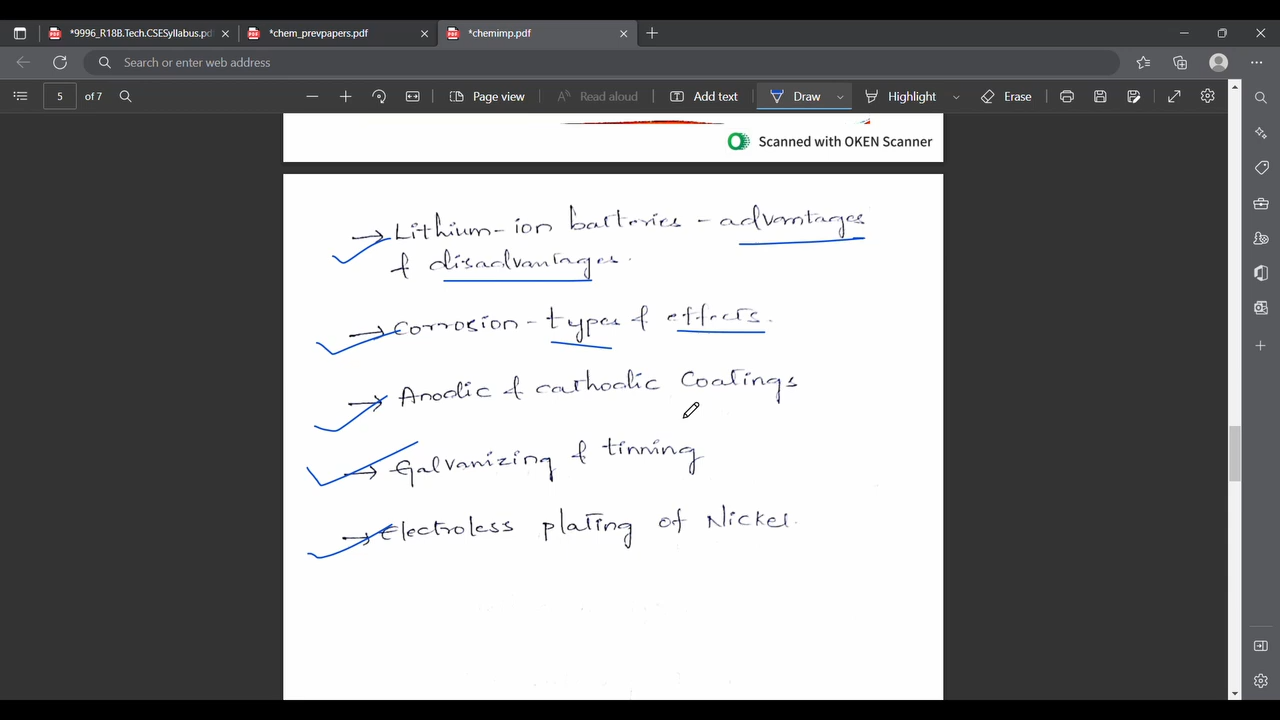 *9996_R18B.Tech.CSESyllabus.pd
*chem_prevpapers.pdf
*chemimp.pdf
Search or enter web address
5 of 7
Page view
Read aloud
Add text
Draw
Highlight
Erase
Scanned with OKEN Scanner
→ Lithium-ion batteries - advantages
& disadvantages.
→ Corrosion - types & effects.
→ Anodic & cathodic Coatings
→ Galvanizing & tinning
→ Electroless plating of Nickel.